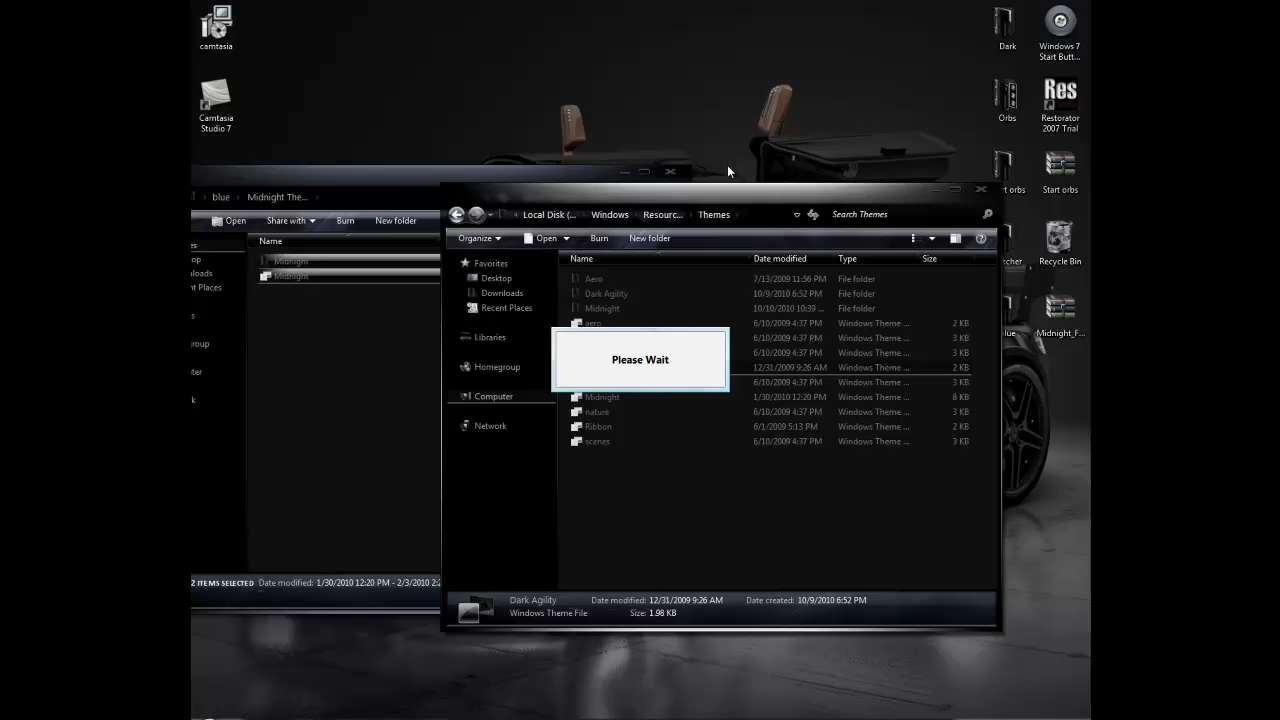 camtasia
Camtasia
Studio 7
Dark
Windows 7
Start Butt...
Orbs
Res
Restorator
2007 Trial
Start orbs
Recycle Bin
Midnight_F...
blue
Midnight The...
Open
Share with
Burn
New folder
Name
Midnight
Midnight
2 ITEMS SELECTED
Date modified: 1/30/2010 12:20 PM - 2/3/2010 2:2
Local Disk (...
Windows
Resourc...
Themes
Search Themes
Organize
Open
Burn
New folder
Favorites
Desktop
Downloads
Recent Places
Libraries
Homegroup
Computer
Network
Name Date modified Type Size
Aero 7/13/2009 11:56 PM File folder
Dark Agility 10/9/2010 6:52 PM File folder
Midnight 10/10/2010 10:39 ... File folder
aero 6/10/2009 4:37 PM Windows Theme ... 2 KB
6/10/2009 4:37 PM Windows Theme ... 3 KB
6/10/2009 4:37 PM Windows Theme ... 3 KB
12/31/2009 9:26 AM Windows Theme ... 2 KB
6/10/2009 4:37 PM Windows Theme ... 3 KB
Midnight 1/30/2010 12:20 PM Windows Theme ... 8 KB
nature 6/10/2009 4:37 PM Windows Theme ... 3 KB
Ribbon 6/1/2009 5:13 PM Windows Theme ... 2 KB
scenes 6/10/2009 4:37 PM Windows Theme ... 3 KB
Please Wait
Dark Agility Date modified: 12/31/2009 9:26 AM Date created: 10/9/2010 6:52 PM
Windows Theme File Size: 1.98 KB